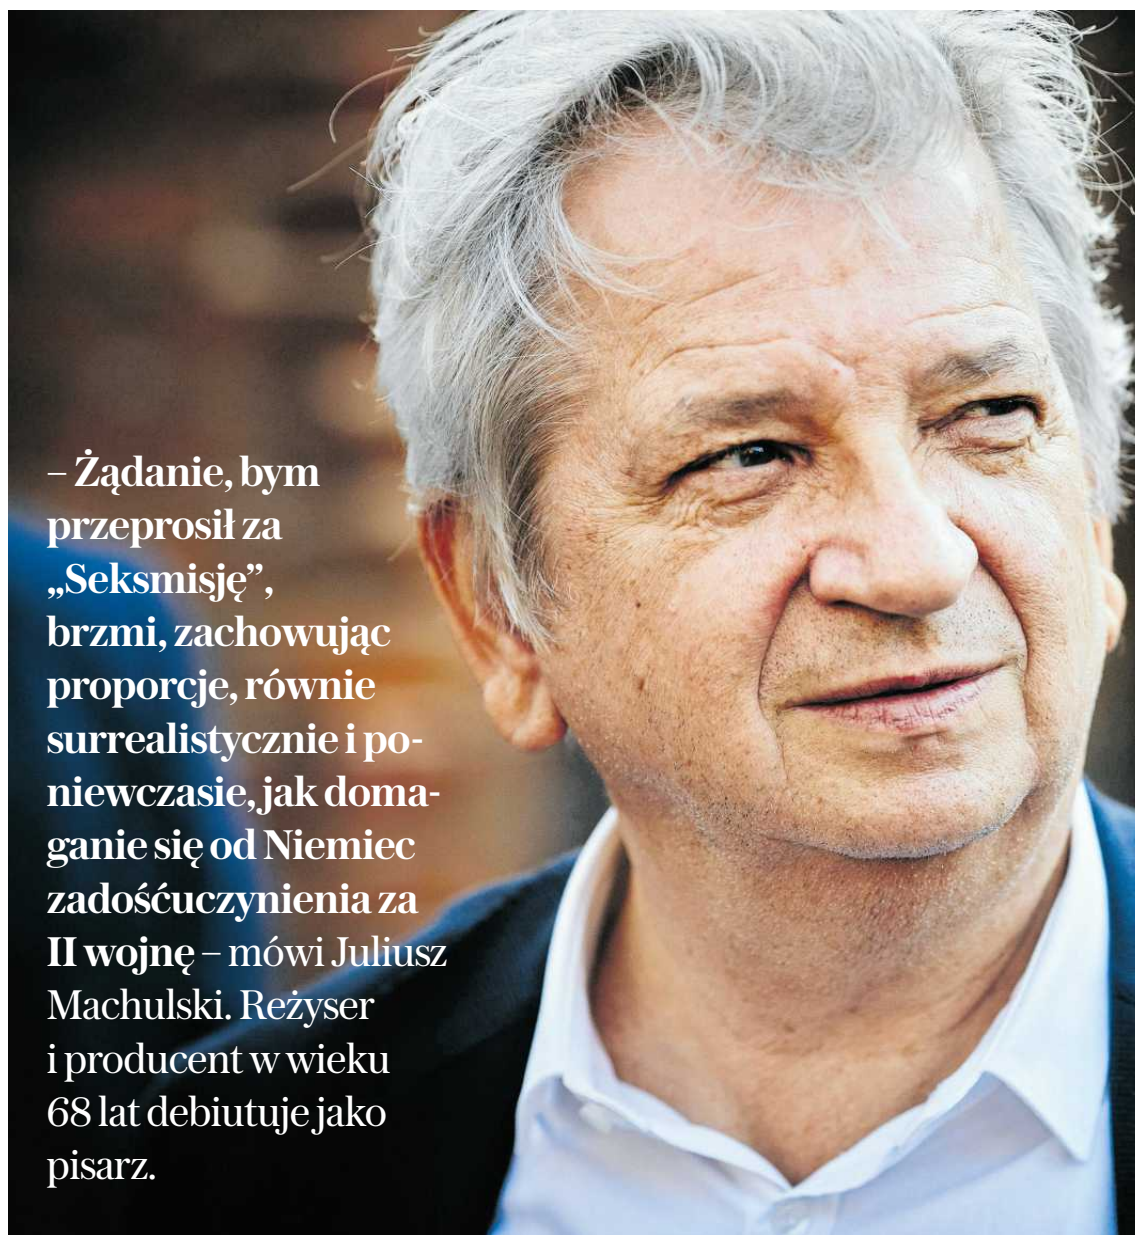 – Żądanie, bym
przeprosił za
„Seksmisję”,
brzmi, zachowując
proporcje, równie
surrealistycznie i po-
niewczasie, jak doma-
ganie się od Niemiec
zadośćuczynienia za
II wojnę – mówi Juliusz
Machulski. Reżyser
i producent w wieku
68 lat debiutuje jako
pisarz.